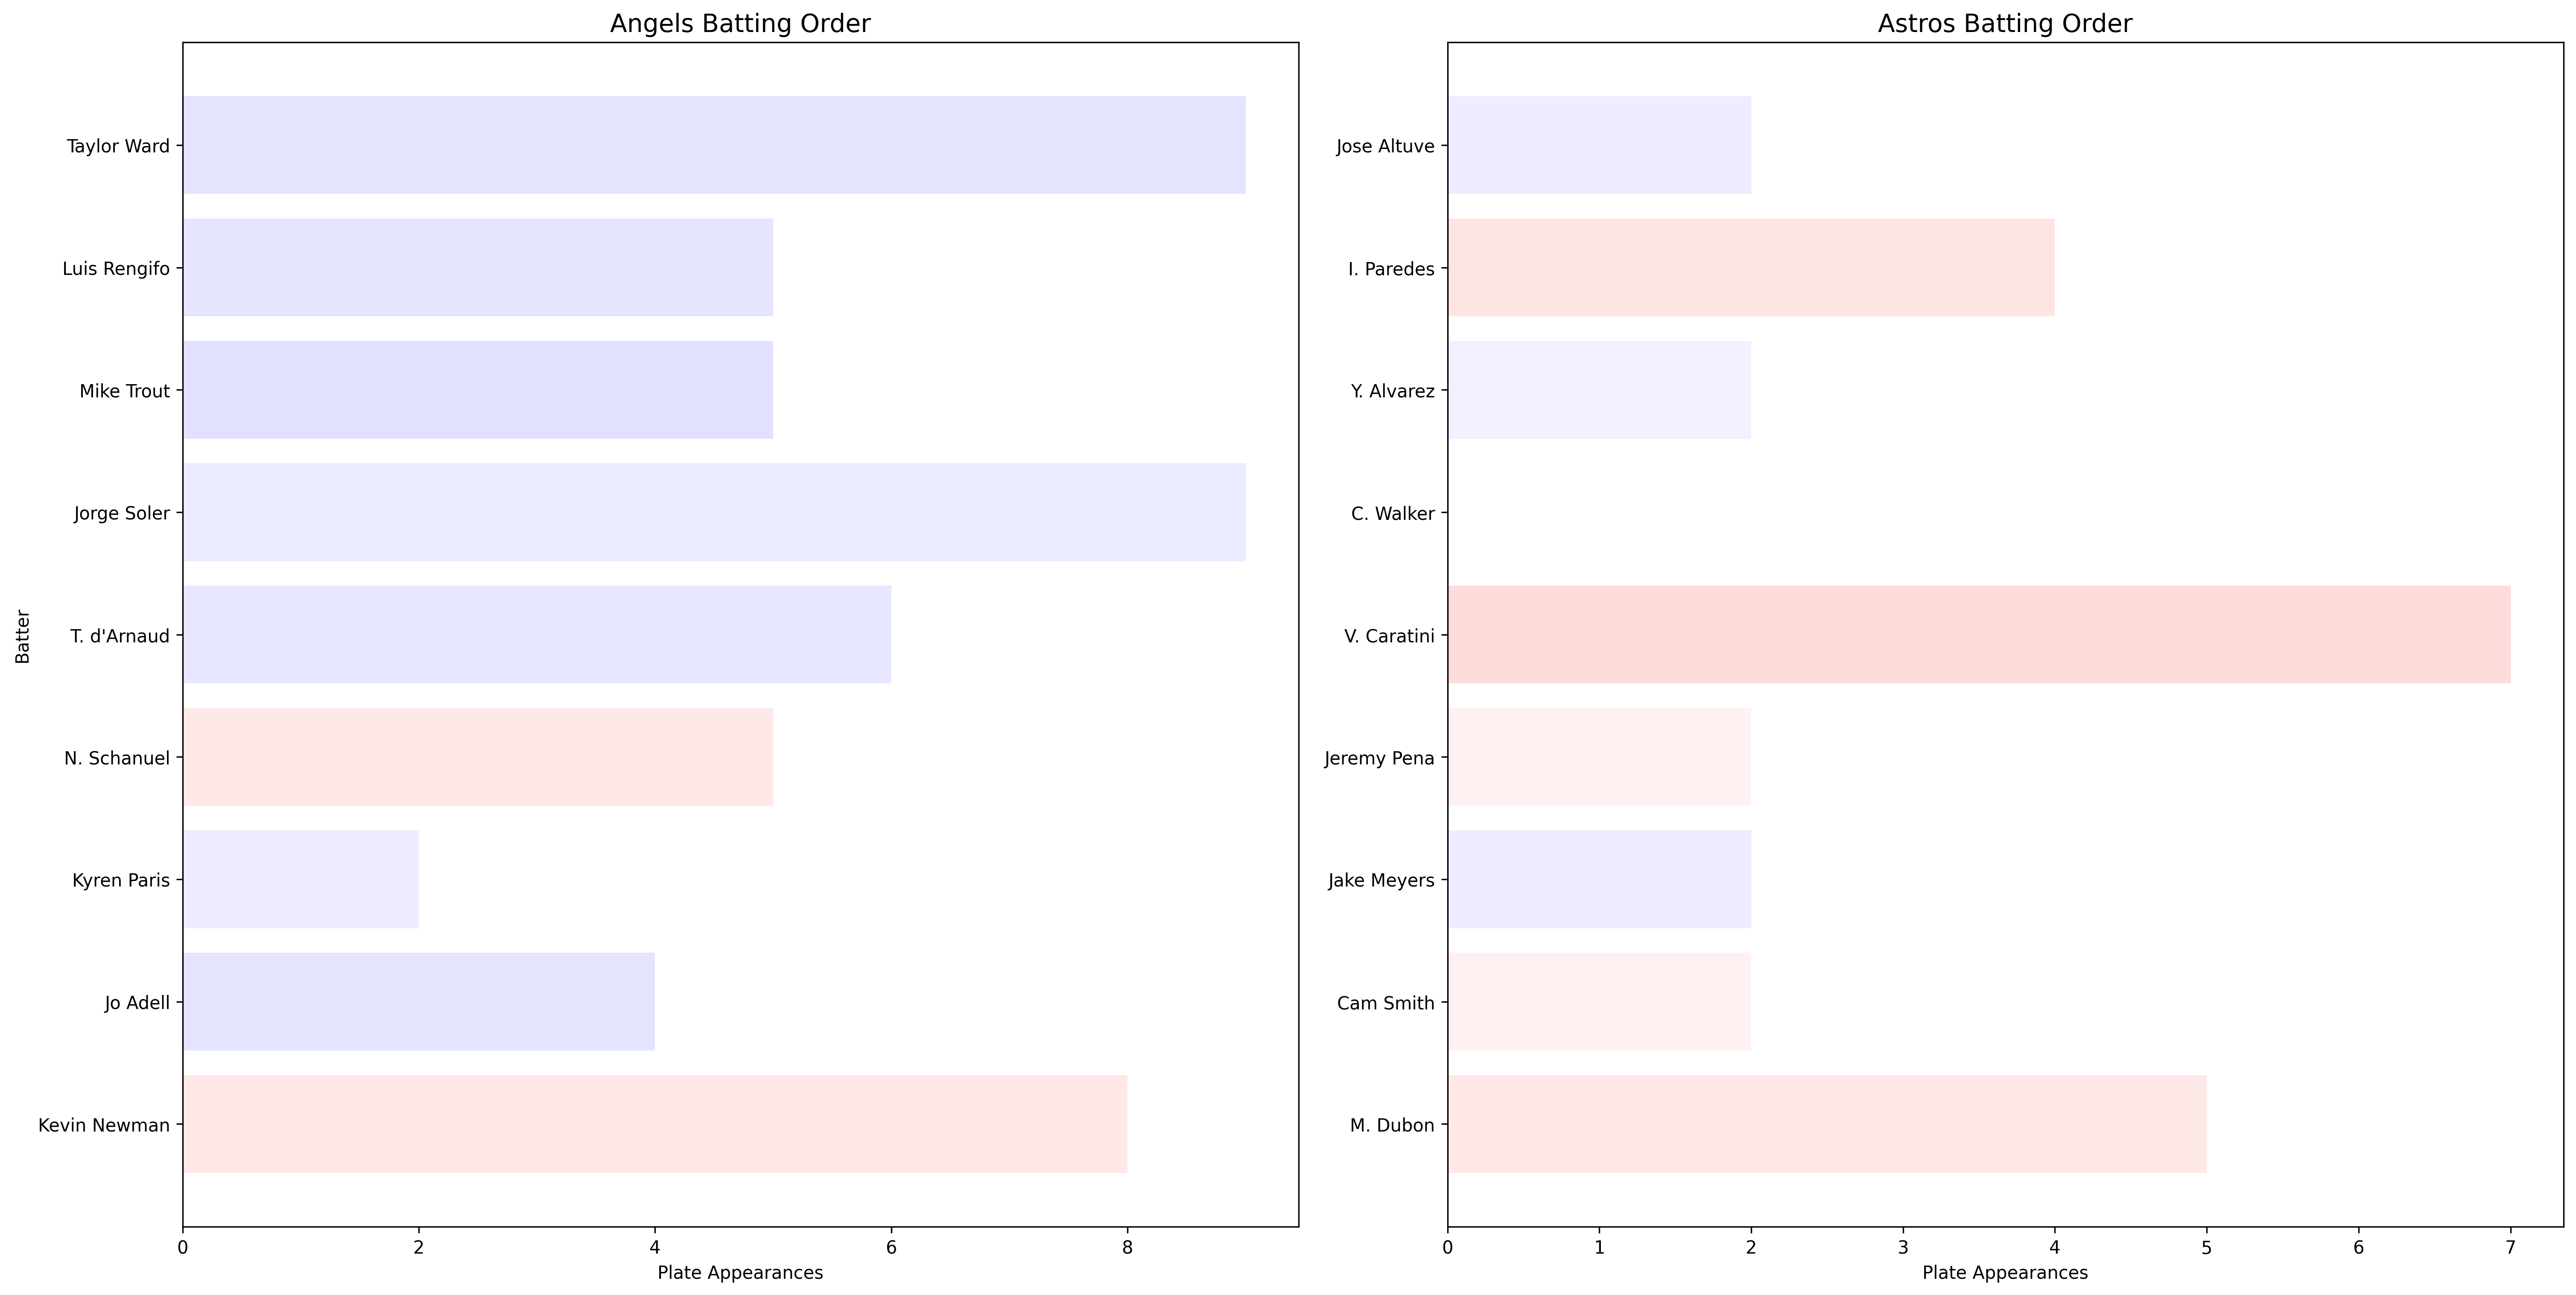 Angels Batting Order
Batter
Taylor Ward
Luis Rengifo
Mike Trout
Jorge Soler
T. d'Arnaud
N. Schanuel
Kyren Paris
Jo Adell
Kevin Newman
0 2 4 6 8
Plate Appearances
Astros Batting Order
Jose Altuve
I. Paredes
Y. Alvarez
C. Walker
V. Caratini
Jeremy Pena
Jake Meyers
Cam Smith
M. Dubon
0 1 2 3 4 5 6 7
Plate Appearances